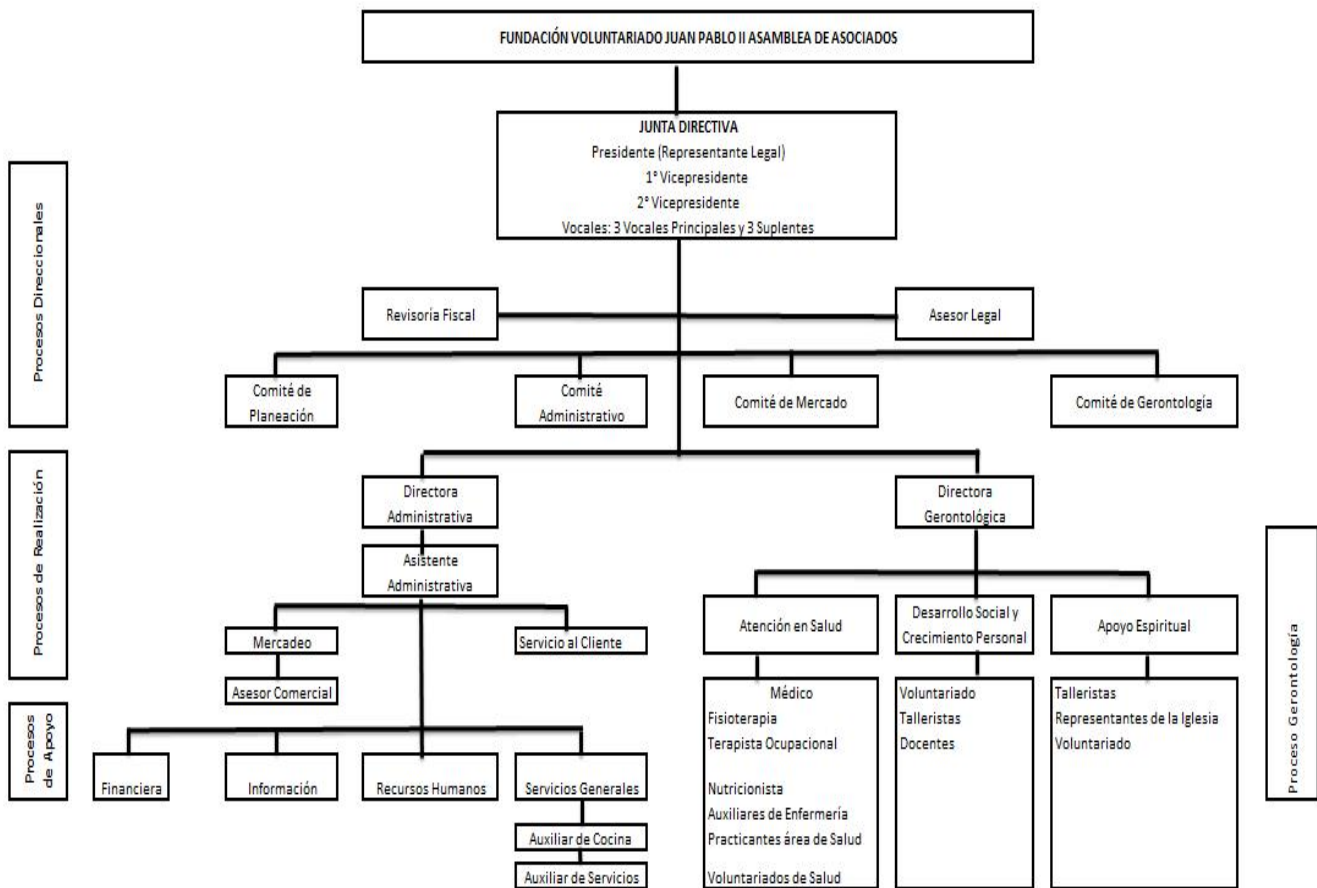 FUNDACIÓN VOLUNTARIADO JUAN PABLO II ASAMBLEA DE ASOCIADOS
JUNTA DIRECTIVA
Presidente (Representante Legal)
1° Vicepresidente
2° Vicepresidente
Vocales: 3 Vocales Principales y 3 Suplentes
Procesos Direccionales
Revisoría Fiscal
Asesor Legal
Comité de
Planeación
Comité
Administrativo
Comité de Mercado
Comité de Gerontología
Procesos de Realización
Directora
Administrativa
Directora
Gerontológica
Asistente
Administrativa
Mercadeo
Servicio al Cliente
Asesor Comercial
Atención en Salud
Desarrollo Social y
Crecimiento Personal
Apoyo Espiritual
Proceso Gerontología
Médico
Fisioterapia
Terapista Ocupacional
Nutricionista
Auxiliares de Enfermería
Practicantes área de Salud
Voluntariados de Salud
Voluntariado
Talleristas
Docentes
Talleristas
Representantes de la Iglesia
Voluntariado
Procesos
de Apoyo
Financiera
Información
Recursos Humanos
Servicios Generales
Auxiliar de Cocina
Auxiliar de Servicios